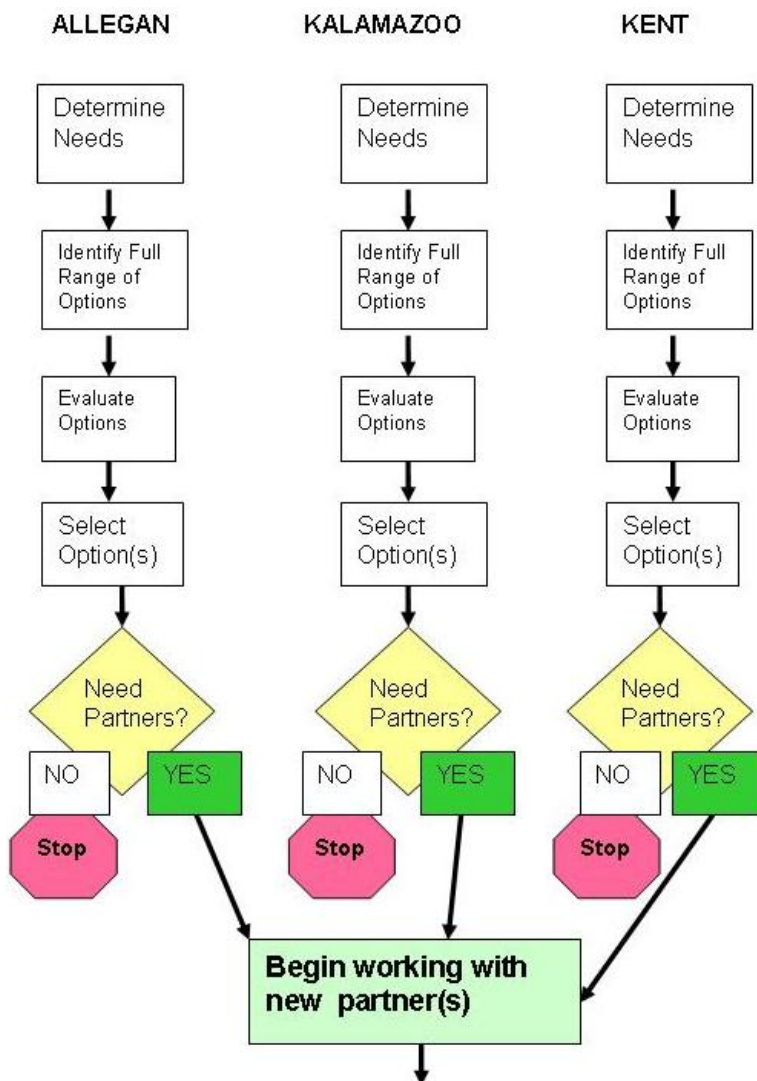 ALLEGAN
KALAMAZOO
KENT
Determine
Needs
Determine
Needs
Determine
Needs
Identify Full
Range of
Options
Identify Full
Range of
Options
Identify Full
Range of
Options
Evaluate
Options
Evaluate
Options
Evaluate
Options
Select
Option(s)
Select
Option(s)
Select
Option(s)
Need
Partners?
Need
Partners?
Need
Partners?
NO
YES
NO
YES
NO
YES
Stop
Stop
Stop
Begin working with
new partner(s)